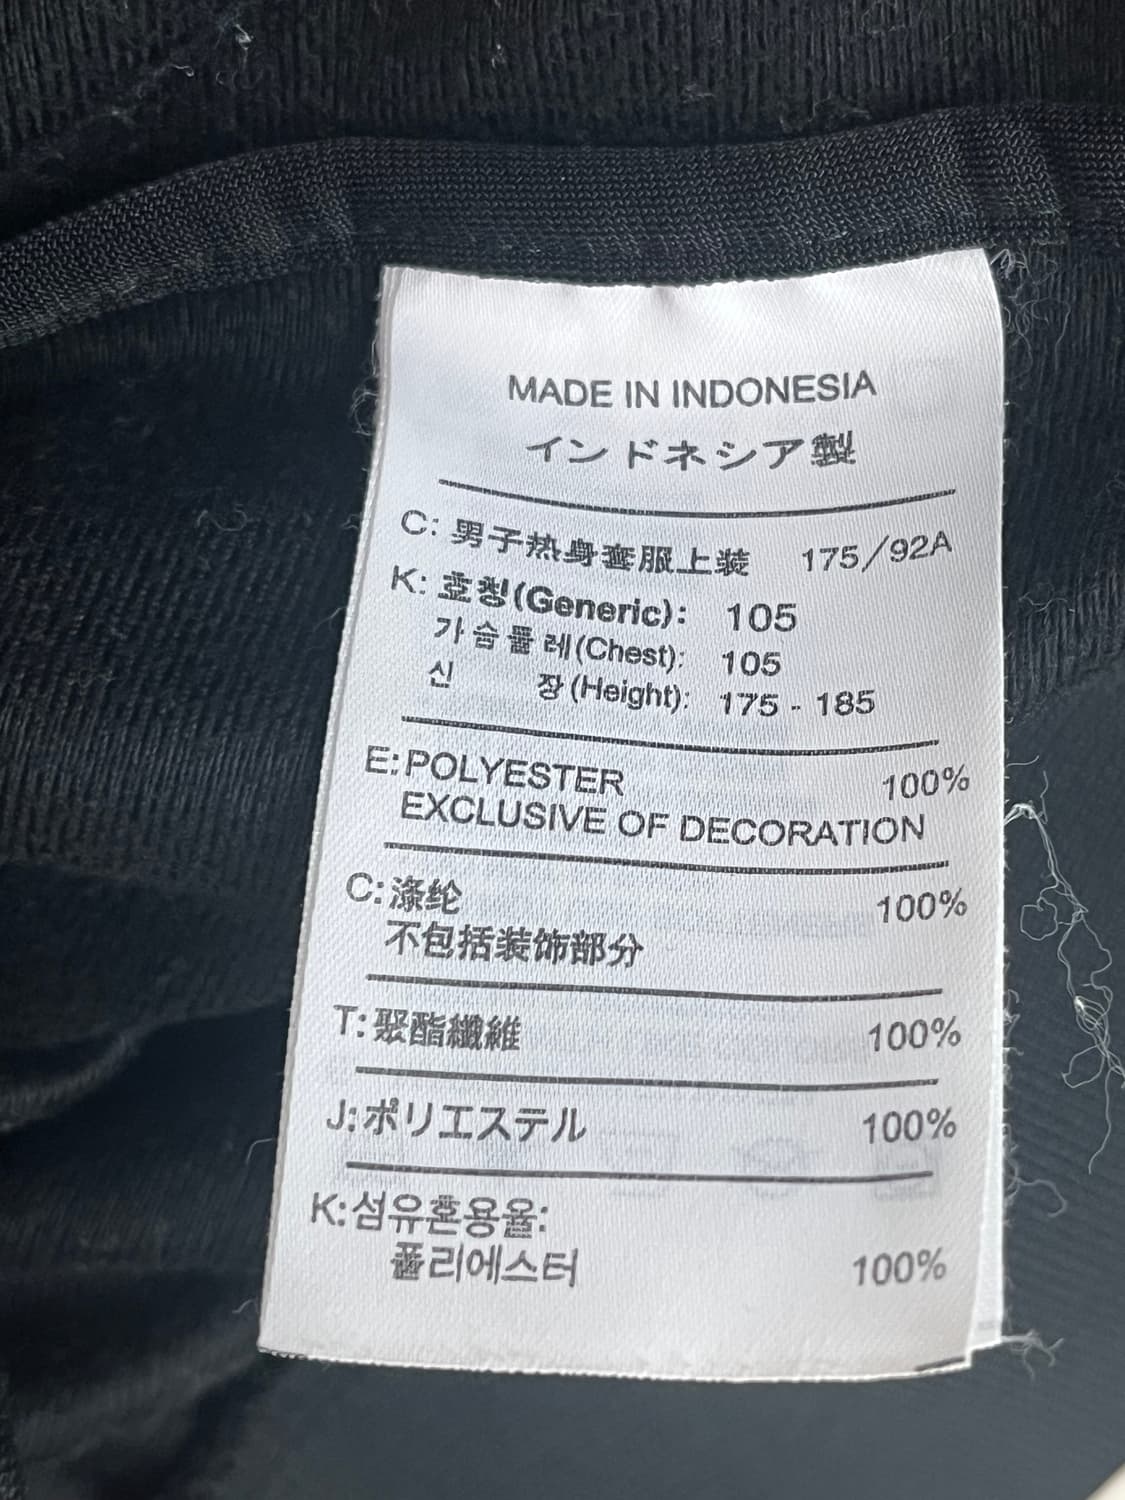 MADE IN INDONESIA
インドネシア製
C: 男子热身套服上装 175/92A
K: 호칭(Generic): 105
가슴둘레(Chest): 105
신 장(Height): 175 - 185
E: POLYESTER 100%
EXCLUSIVE OF DECORATION
C: 涤纶 100%
不包括装饰部分
T: 聚酯纖維 100%
J: ポリエステル 100%
K: 섬유혼용율:
폴리에스터 100%